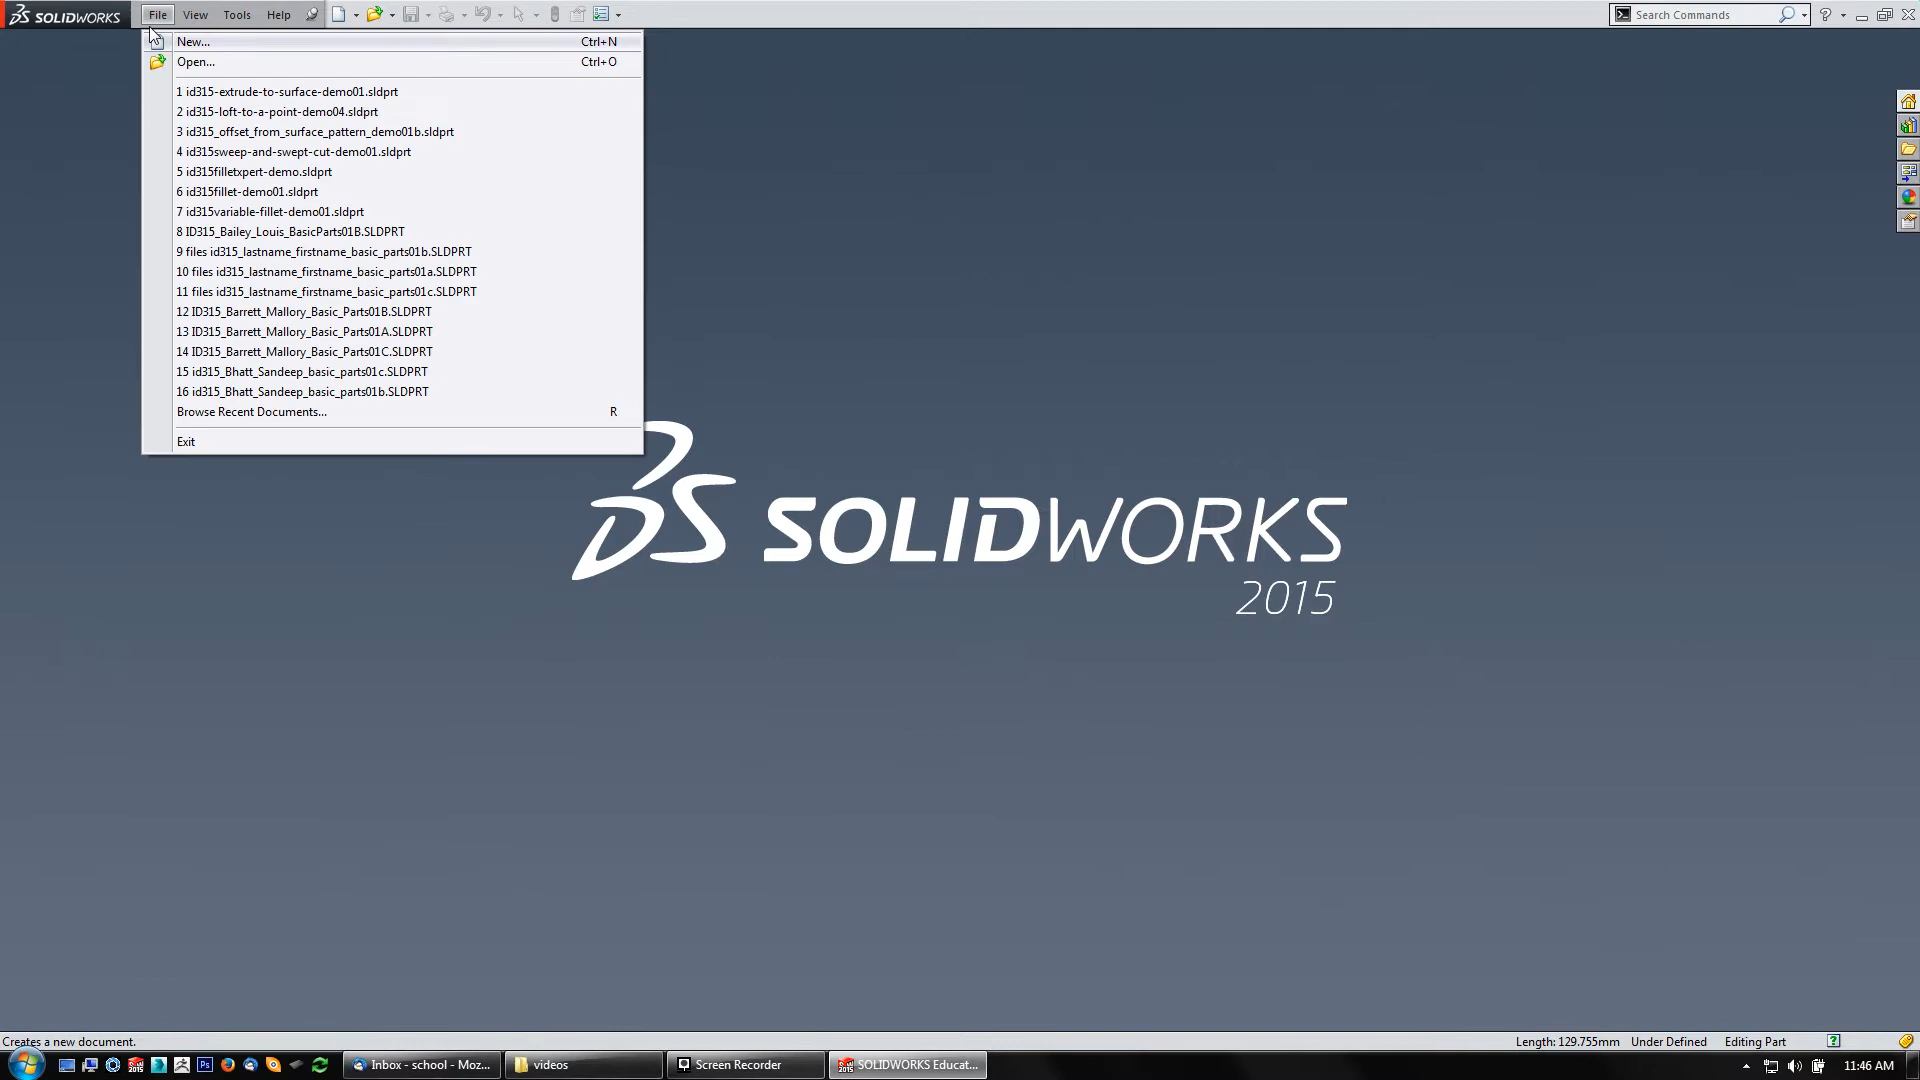 SOLIDWORKS File View Tools Help Search Commands
New... Ctrl+N
Open... Ctrl+O
1 id315-extrude-to-surface-demo01.sldprt
2 id315-loft-to-a-point-demo04.sldprt
3 id315_offset_from_surface_pattern_demo01b.sldprt
4 id315sweep-and-swept-cut-demo01.sldprt
5 id315filletxpert-demo.sldprt
6 id315fillet-demo01.sldprt
7 id315variable-fillet-demo01.sldprt
8 ID315_Bailey_Louis_BasicParts01B.SLDPRT
9 files id315_lastname_firstname_basic_parts01b.SLDPRT
10 files id315_lastname_firstname_basic_parts01a.SLDPRT
11 files id315_lastname_firstname_basic_parts01c.SLDPRT
12 ID315_Barrett_Mallory_Basic_Parts01B.SLDPRT
13 ID315_Barrett_Mallory_Basic_Parts01A.SLDPRT
14 ID315_Barrett_Mallory_Basic_Parts01C.SLDPRT
15 id315_Bhatt_Sandeep_basic_parts01c.SLDPRT
16 id315_Bhatt_Sandeep_basic_parts01b.SLDPRT
Browse Recent Documents... R
Exit
SOLIDWORKS
2015
Creates a new document. Length: 129.755mm Under Defined Editing Part
Inbox - school - Moz... videos Screen Recorder SOLIDWORKS Educat... 11:46 AM